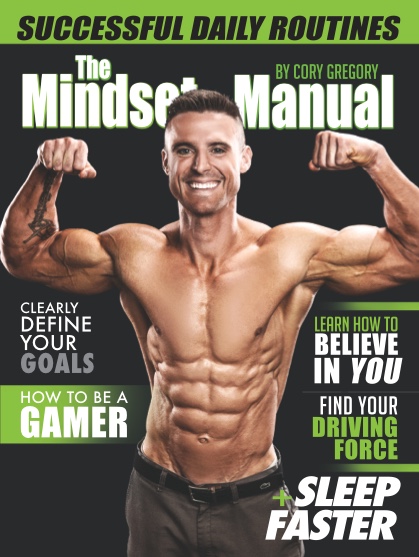 SUCCESSFUL DAILY ROUTINES
The
BY CORY GREGORY
Mindset Manual
CLEARLY
DEFINE
YOUR
GOALS
HOW TO BE A
GAMER
LEARN HOW TO
BELIEVE
IN YOU
FIND YOUR
DRIVING
FORCE
+SLEEP
FASTER